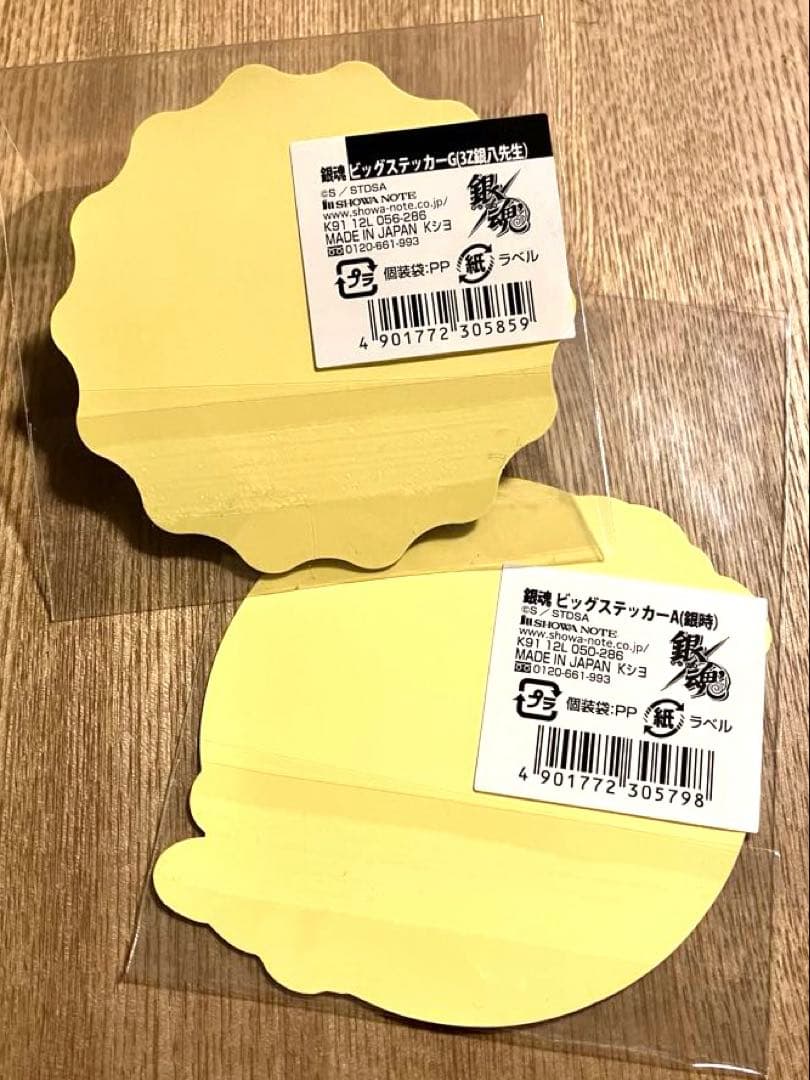 銀魂 ビッグステッカーG(3Z銀八先生)
©S / STDSA
SHOWA NOTE
www.showa-note.co.jp/
K91 12L 056-286
MADE IN JAPAN Kショ
0120-661-993
銀魂
プラ 個装袋:PP 紙 ラベル
4 901772 305859
銀魂 ビッグステッカーA(銀時)
©S / STDSA
SHOWA NOTE
www.showa-note.co.jp/
K91 12L 050-286
MADE IN JAPAN Kショ
0120-661-993
銀魂
プラ 個装袋:PP 紙 ラベル
4 901772 305798